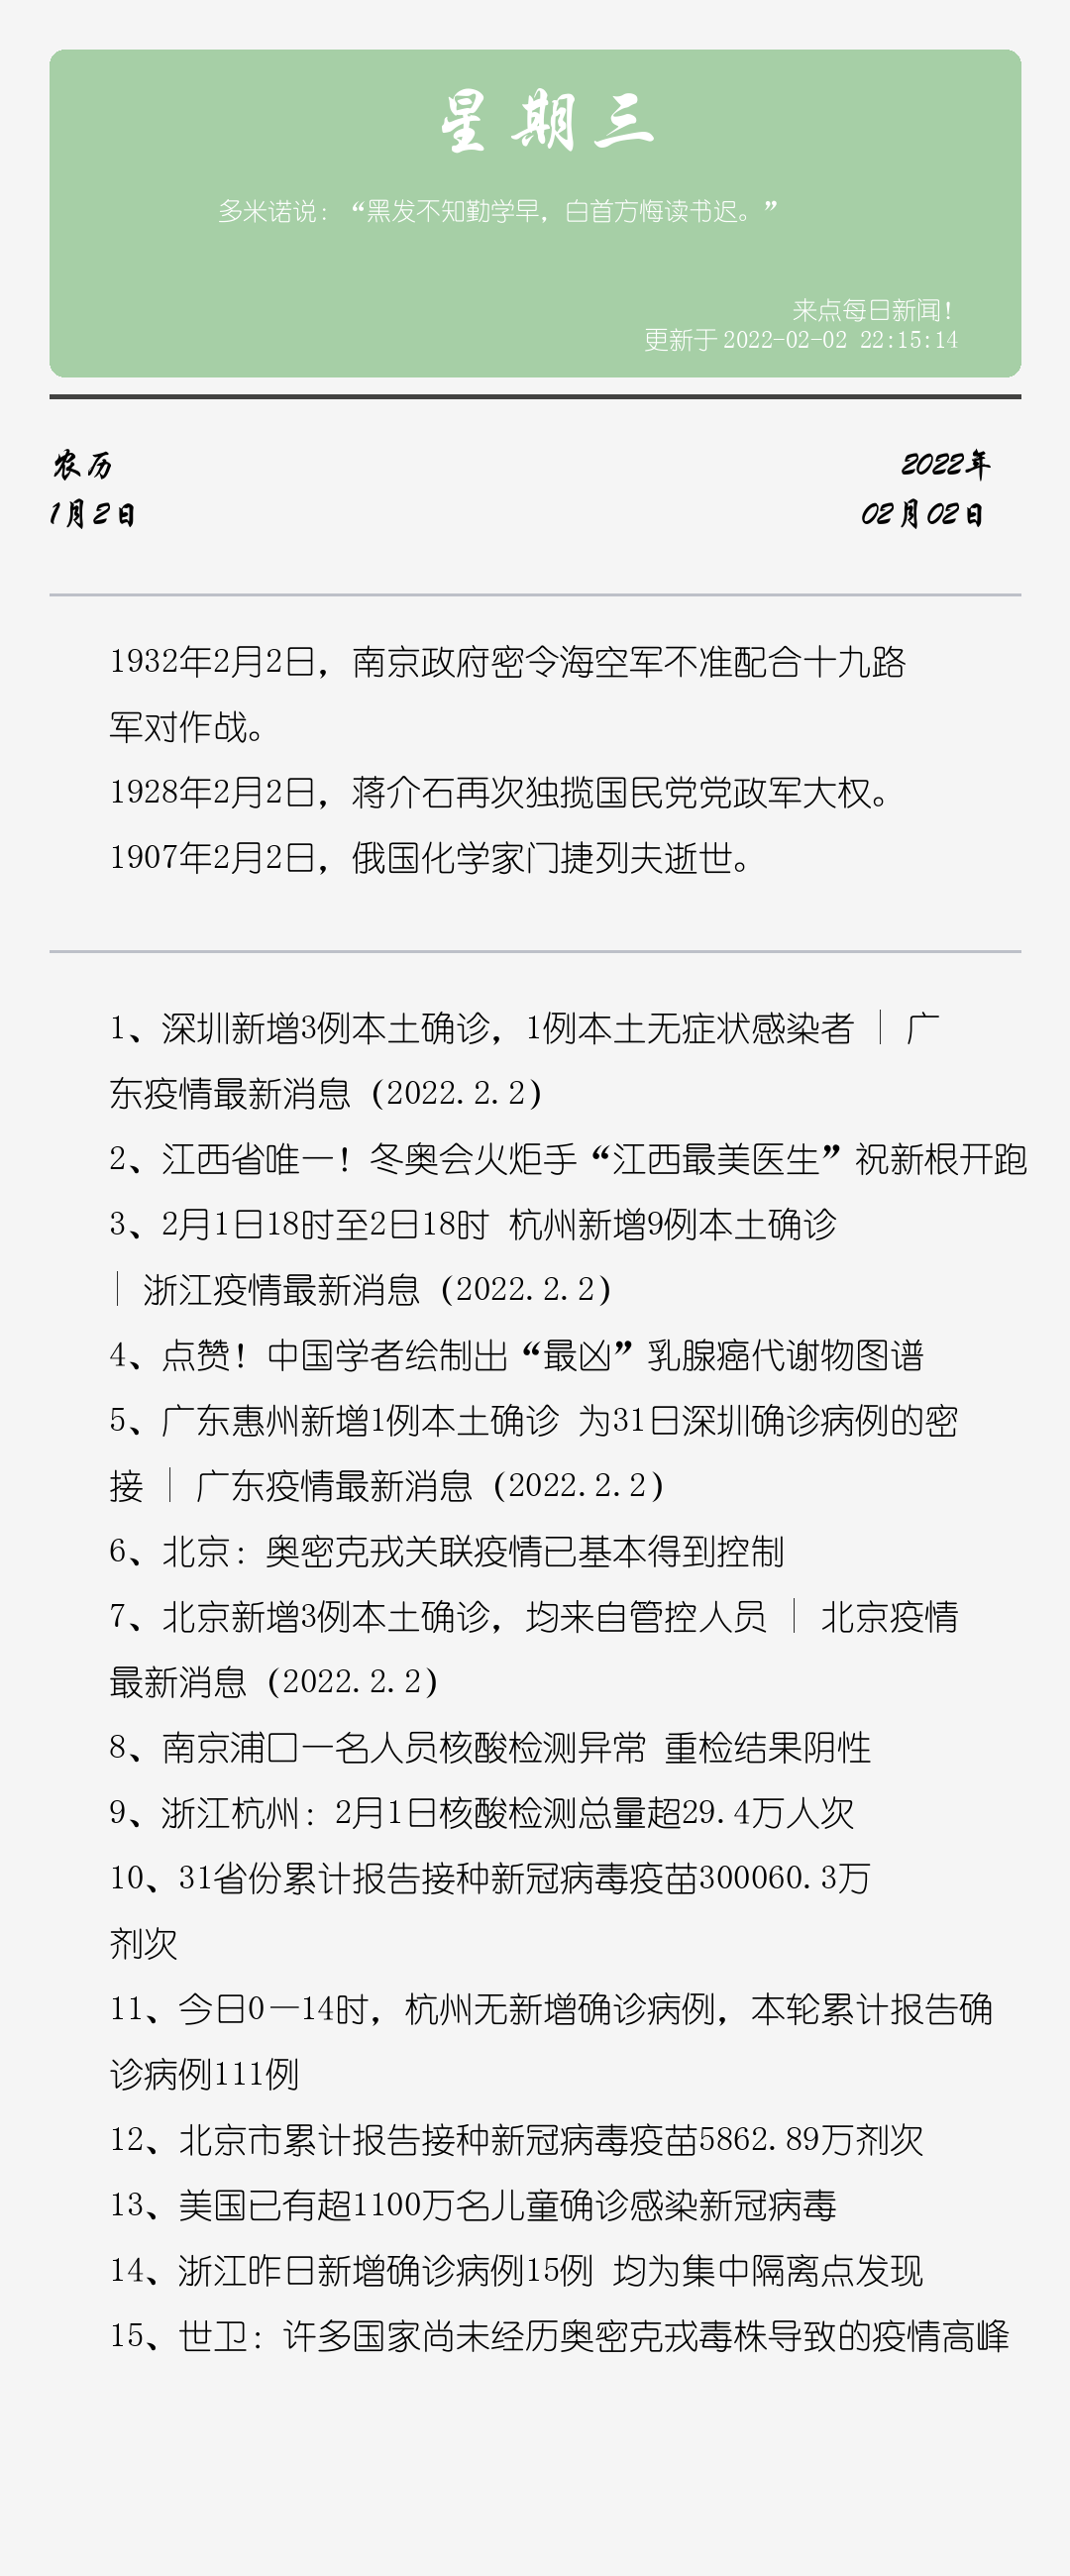 星期三
多米诺说：“黑发不知勤学早，白首方悔读书迟。”
来点每日新闻！
更新于 2022-02-02 22:15:14
农历
2022年
1月2日
02月02日
1932年2月2日，南京政府密令海空军不准配合十九路
军对作战。
1928年2月2日，蒋介石再次独揽国民党党政军大权。
1907年2月2日，俄国化学家门捷列夫逝世。
1、深圳新增3例本土确诊，1例本土无症状感染者 | 广
东疫情最新消息（2022.2.2）
2、江西省唯一！冬奥会火炬手“江西最美医生”祝新根开跑
3、2月1日18时至2日18时 杭州新增9例本土确诊
| 浙江疫情最新消息（2022.2.2）
4、点赞！中国学者绘制出“最凶”乳腺癌代谢物图谱
5、广东惠州新增1例本土确诊 为31日深圳确诊病例的密
接 | 广东疫情最新消息（2022.2.2）
6、北京：奥密克戎关联疫情已基本得到控制
7、北京新增3例本土确诊，均来自管控人员 | 北京疫情
最新消息（2022.2.2）
8、南京浦口一名人员核酸检测异常 重检结果阴性
9、浙江杭州：2月1日核酸检测总量超29.4万人次
10、31省份累计报告接种新冠病毒疫苗300060.3万
剂次
11、今日0—14时，杭州无新增确诊病例，本轮累计报告确
诊病例111例
12、北京市累计报告接种新冠病毒疫苗5862.89万剂次
13、美国已有超1100万名儿童确诊感染新冠病毒
14、浙江昨日新增确诊病例15例 均为集中隔离点发现
15、世卫：许多国家尚未经历奥密克戎毒株导致的疫情高峰